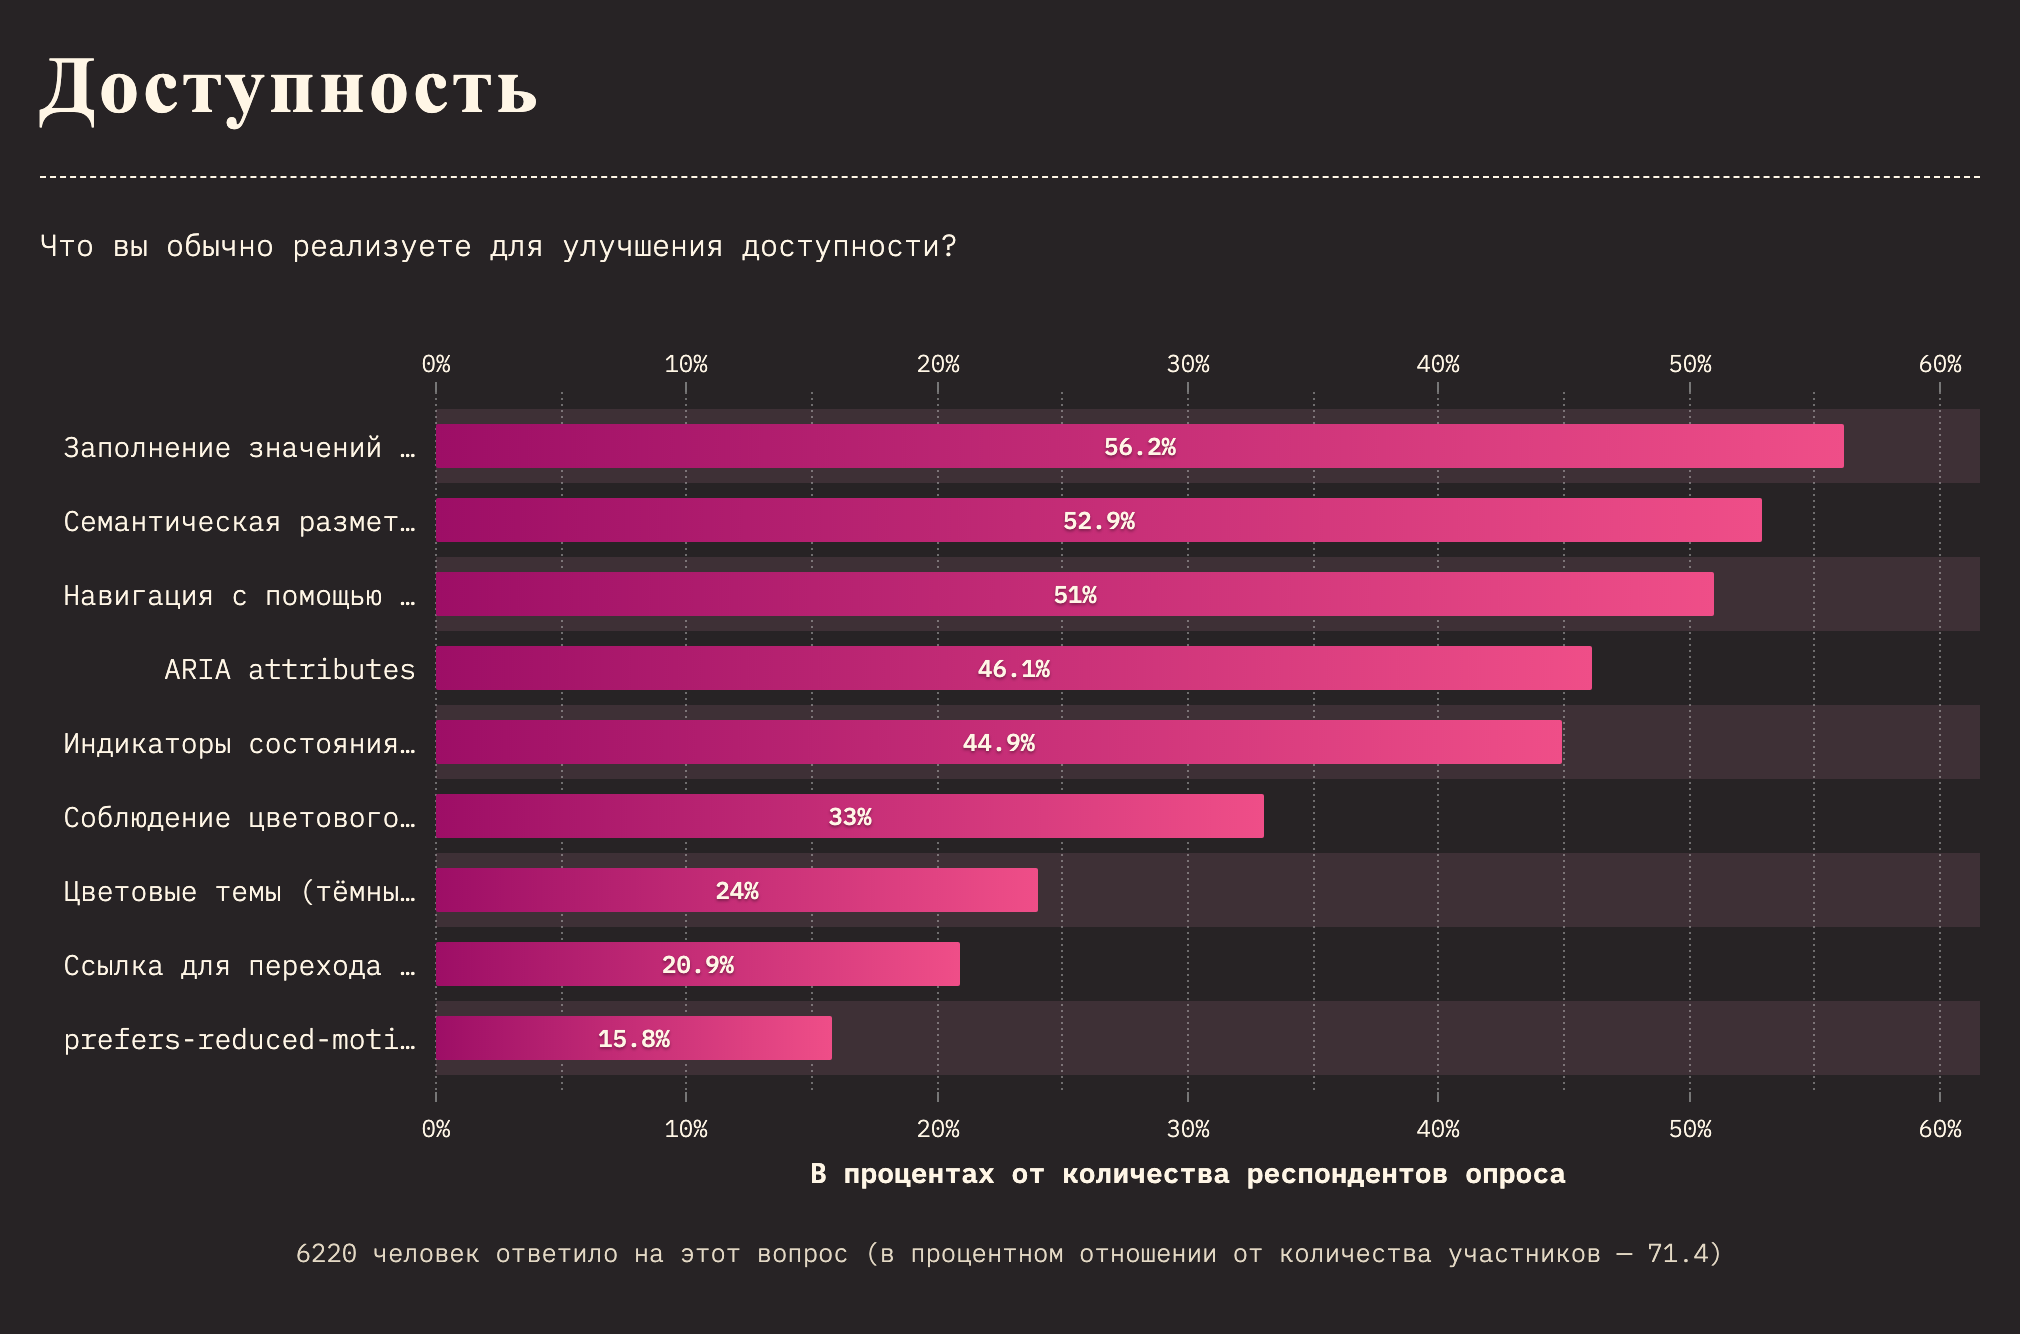 Доступность
Что вы обычно реализуете для улучшения доступности?
0% 10% 20% 30% 40% 50% 60%
Заполнение значений … 56.2%
Семантическая размет… 52.9%
Навигация с помощью … 51%
ARIA attributes 46.1%
Индикаторы состояния… 44.9%
Соблюдение цветового… 33%
Цветовые темы (тёмны… 24%
Ссылка для перехода … 20.9%
prefers-reduced-moti… 15.8%
0% 10% 20% 30% 40% 50% 60%
В процентах от количества респондентов опроса
6220 человек ответило на этот вопрос (в процентном отношении от количества участников — 71.4)